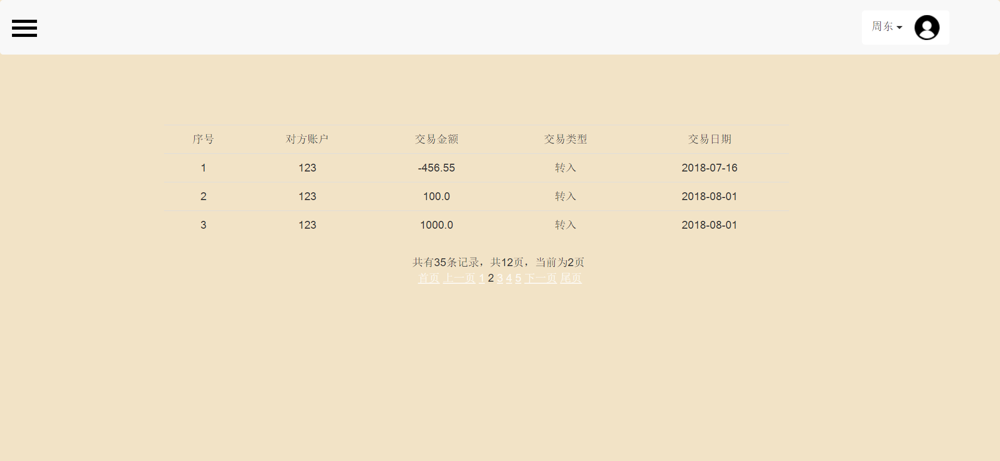 周东
序号 对方账户 交易金额 交易类型 交易日期
1 123 -456.55 转入 2018-07-16
2 123 100.0 转入 2018-08-01
3 123 1000.0 转入 2018-08-01
共有35条记录，共12页，当前为2页
首页 上一页 1 2 3 4 5 下一页 尾页